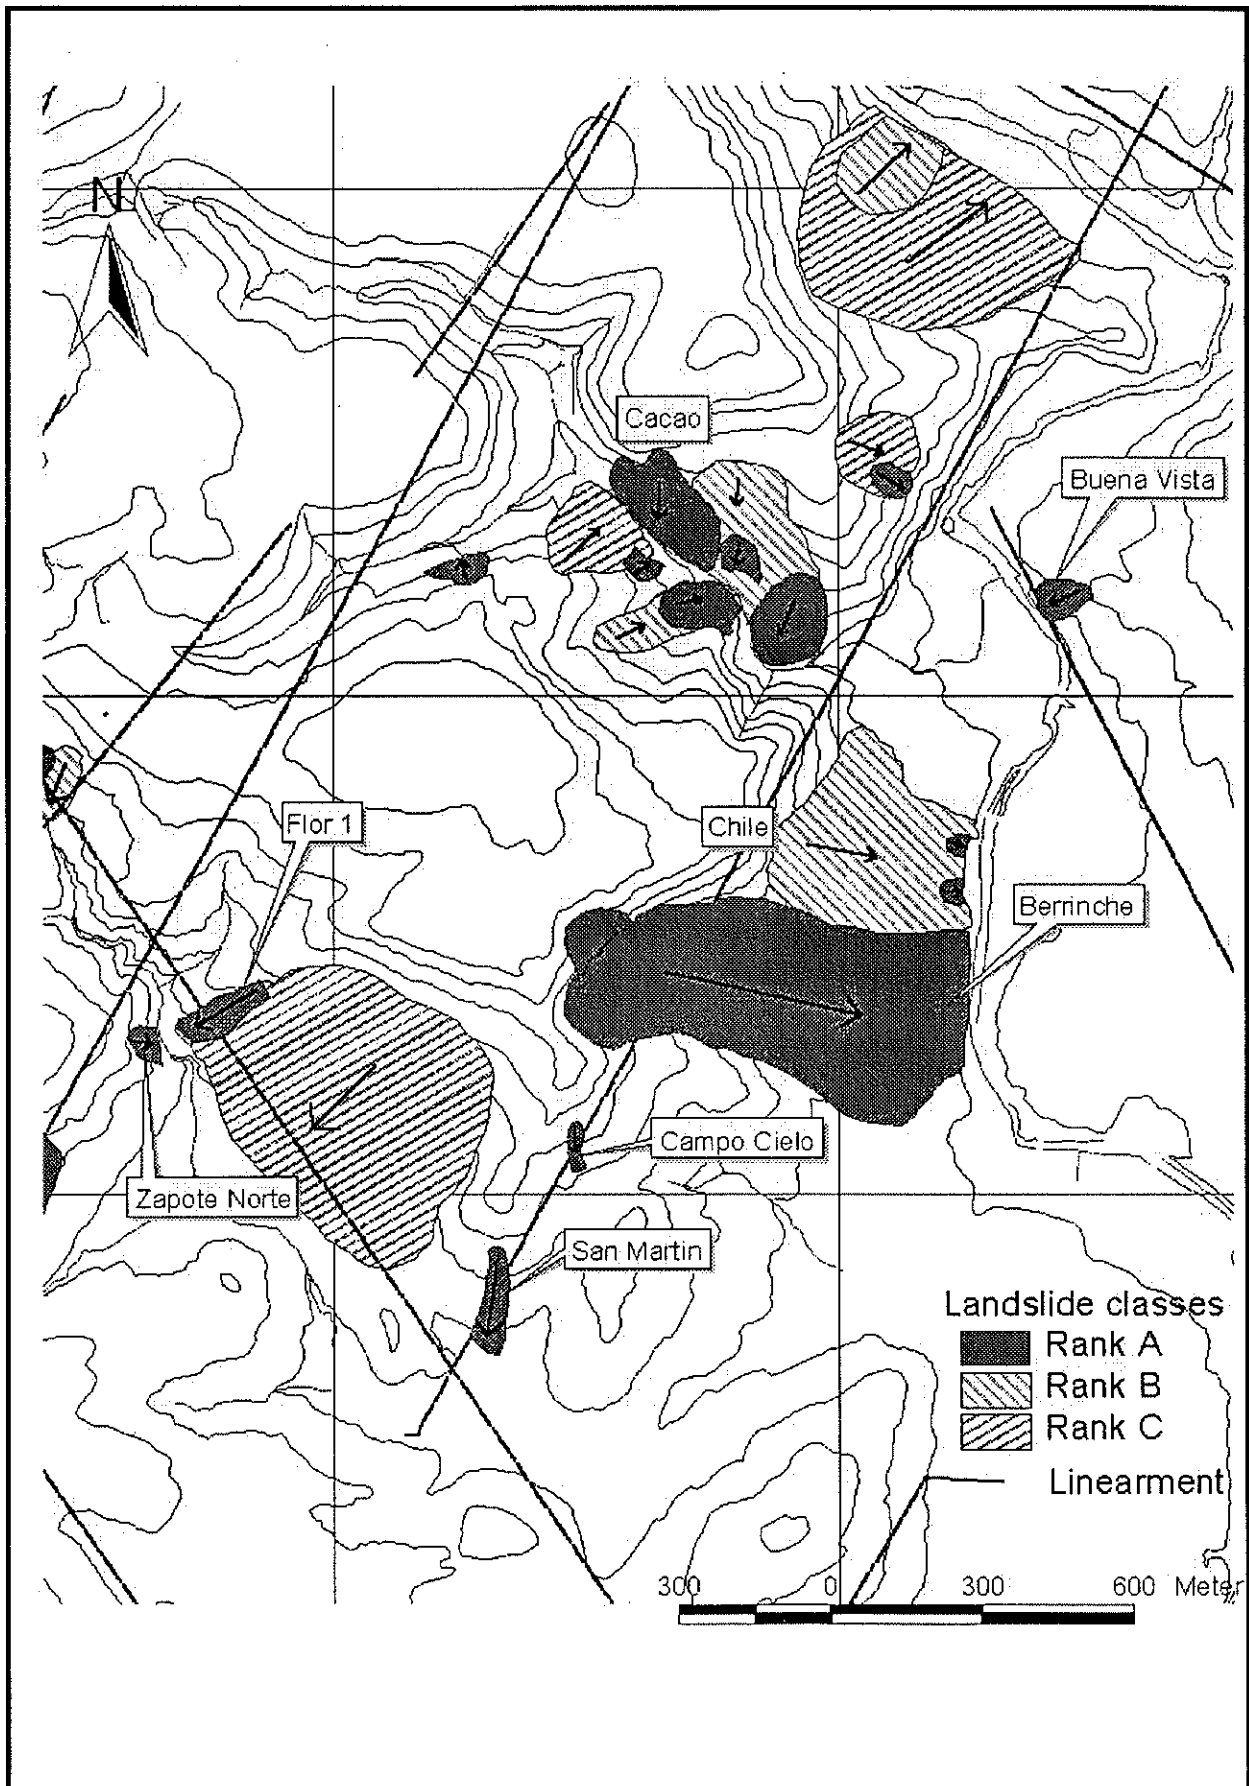 N
Cacao
Buena Vista
Flor 1
Chile
Berrinche
Campo Cielo
Zapote Norte
San Martin
Landslide classes
Rank A
Rank B
Rank C
Linearment
300 0 300 600 Meter